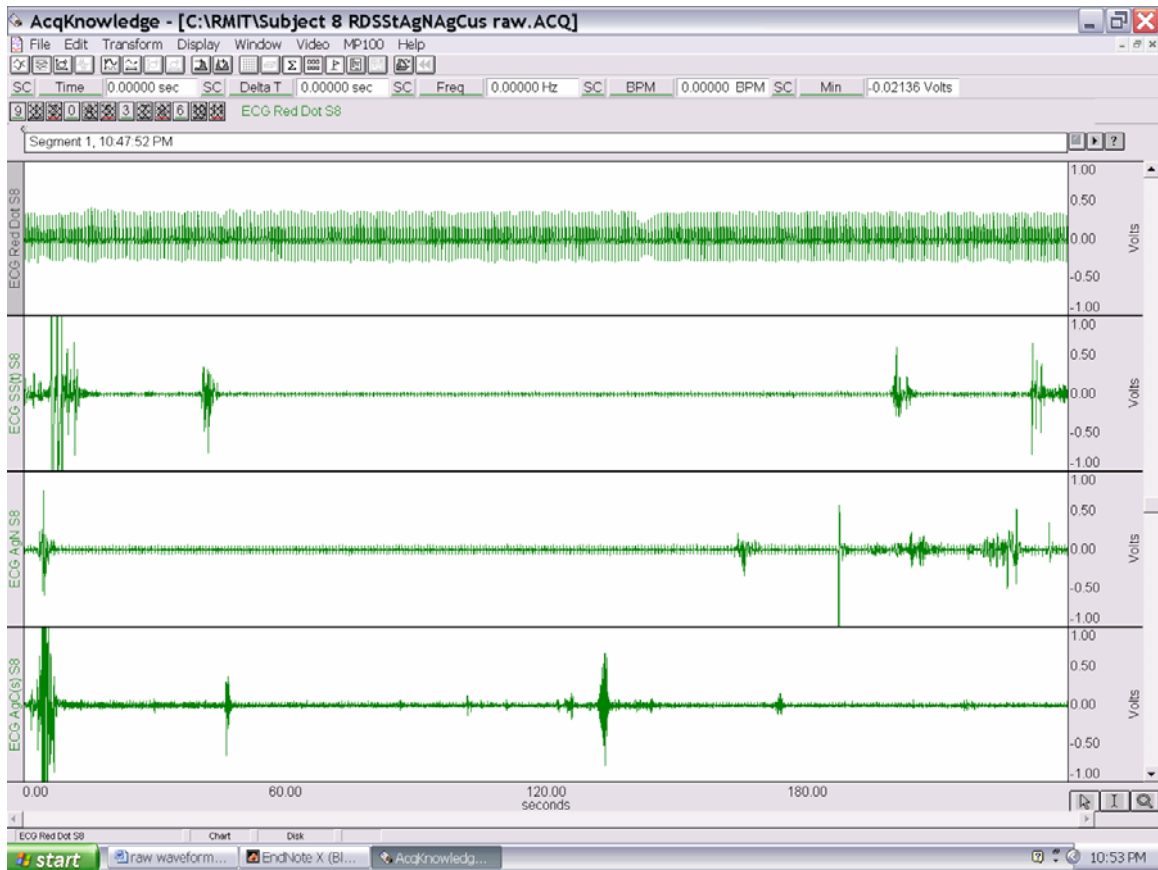 AcqKnowledge - [C:\RMIT\Subject 8 RDSStAgNAgCus raw.ACQ]
File Edit Transform Display Window Video MP100 Help
SC Time 0.00000 sec SC Delta T 0.00000 sec SC Freq 0.00000 Hz SC BPM 0.00000 BPM SC Min -0.02136 Volts
9 0 3 6 ECG Red Dot S8
Segment 1, 10:47:52 PM
ECG Red Dot S8
1.00
0.50
0.00
-0.50
-1.00
Volts
ECG SS(t) S8
1.00
0.50
0.00
-0.50
-1.00
Volts
ECG AgN S8
1.00
0.50
0.00
-0.50
-1.00
Volts
ECG AgC(s) S8
1.00
0.50
0.00
-0.50
-1.00
Volts
0.00 60.00 120.00 180.00
seconds
ECG Red Dot S8 Chart Disk
start raw waveform... EndNote X (Bl... AcqKnowledg... 10:53 PM